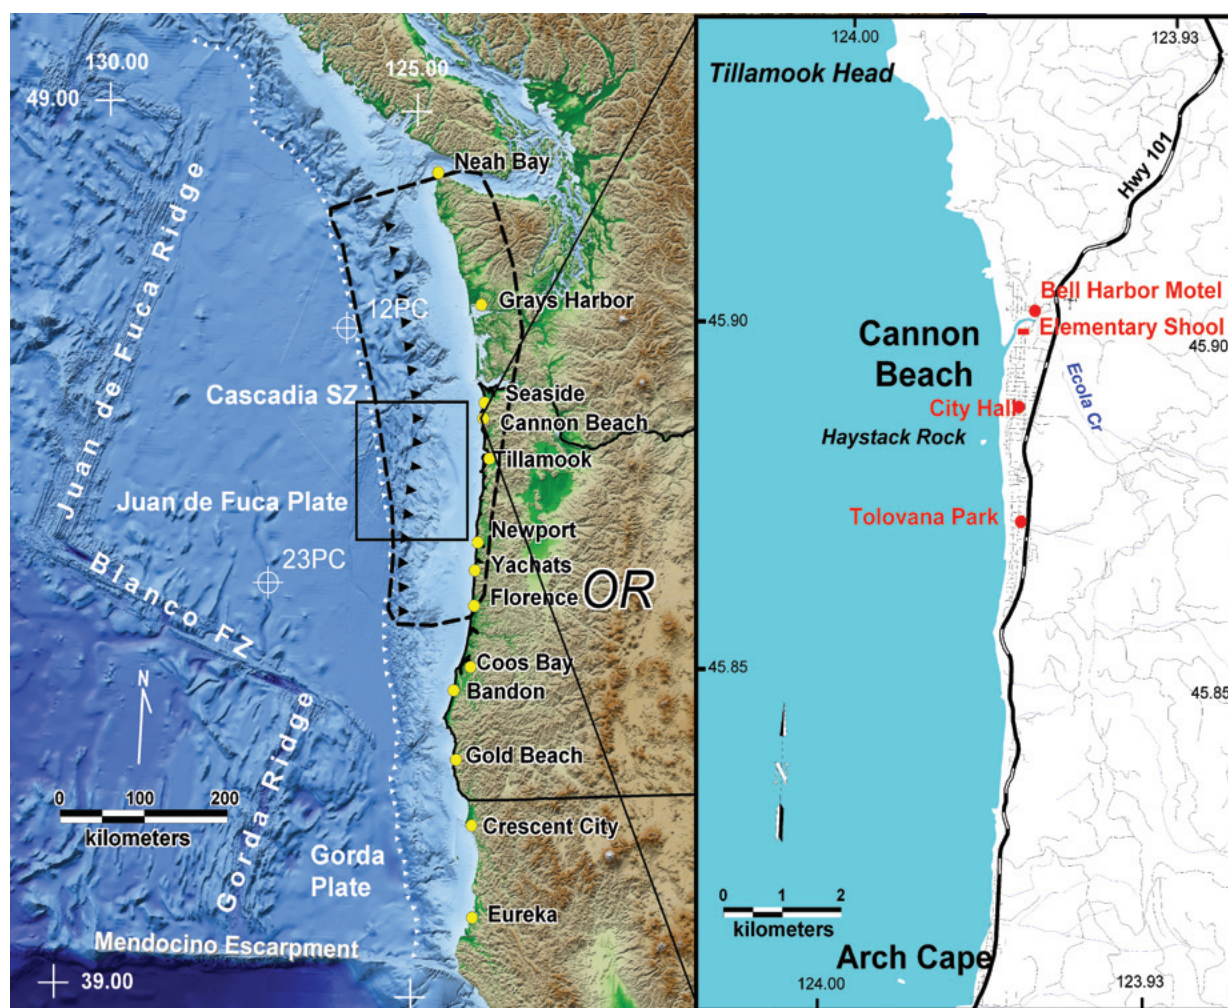 130.00
125.00
49.00
Neah Bay
Juan de Fuca Ridge
12PC
Grays Harbor
Cascadia SZ
Seaside
Cannon Beach
Tillamook
Juan de Fuca Plate
Newport
23PC
Yachats
Florence
OR
Blanco FZ
Coos Bay
Bandon
N
Gold Beach
Gorda Ridge
0 100 200
kilometers
Crescent City
Gorda
Plate
Eureka
Mendocino Escarpment
39.00
124.00
123.93
Tillamook Head
Hwy 101
Bell Harbor Motel
45.90
Elementary Shool
45.90
Cannon
Beach
Ecola Cr
City Hall
Haystack Rock
Tolovana Park
45.85
45.85
0 1 2
kilometers
Arch Cape
124.00
123.93